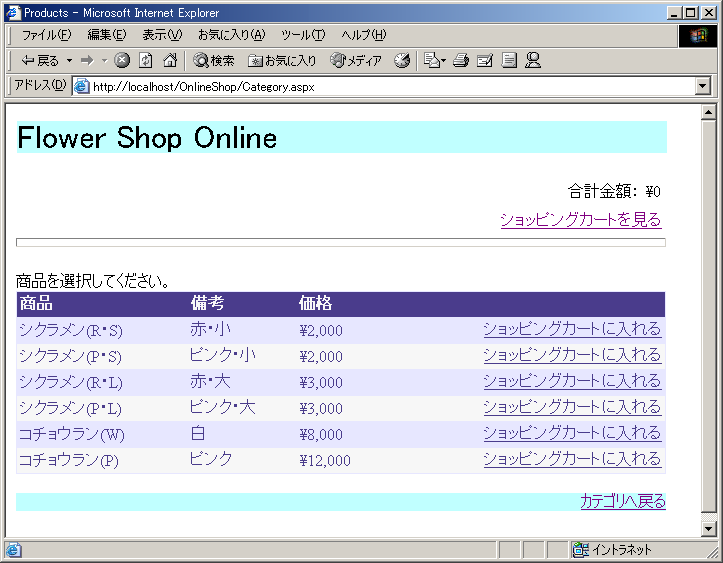 Products - Microsoft Internet Explorer
ファイル(F) 編集(E) 表示(V) お気に入り(A) ツール(T) ヘルプ(H)
戻る 検索 お気に入り メディア
アドレス(D) http://localhost/OnlineShop/Category.aspx
Flower Shop Online
合計金額: ¥0
ショッピングカートを見る
商品を選択してください。
商品 備考 価格
シクラメン(R・S) 赤・小 ¥2,000 ショッピングカートに入れる
シクラメン(P・S) ピンク・小 ¥2,000 ショッピングカートに入れる
シクラメン(R・L) 赤・大 ¥3,000 ショッピングカートに入れる
シクラメン(P・L) ピンク・大 ¥3,000 ショッピングカートに入れる
コチョウラン(W) 白 ¥8,000 ショッピングカートに入れる
コチョウラン(P) ピンク ¥12,000 ショッピングカートに入れる
カテゴリへ戻る
イントラネット